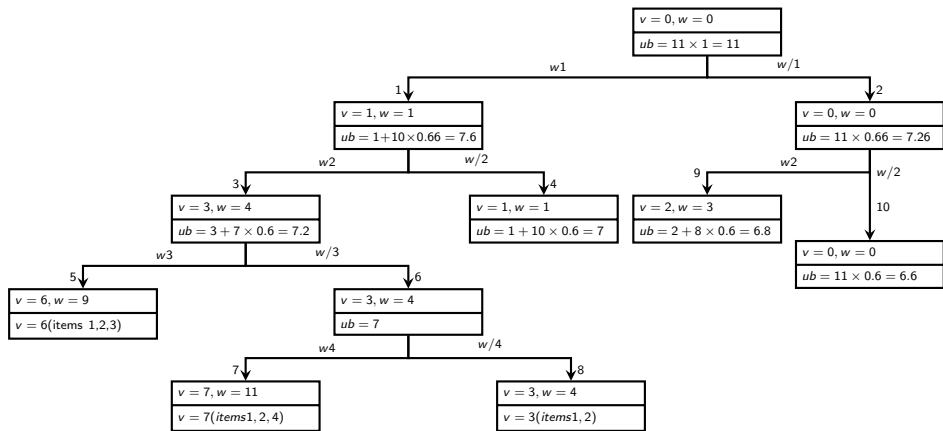 v = 0, w = 0
ub = 11 × 1 = 11
w1
w/1
1
2
v = 1, w = 1
ub = 1+10×0.66 = 7.6
v = 0, w = 0
ub = 11 × 0.66 = 7.26
w2
w/2
w2
w/2
3
4
9
10
v = 3, w = 4
ub = 3 + 7 × 0.6 = 7.2
v = 1, w = 1
ub = 1 + 10 × 0.6 = 7
v = 2, w = 3
ub = 2 + 8 × 0.6 = 6.8
v = 0, w = 0
ub = 11 × 0.6 = 6.6
w3
w/3
5
6
v = 6, w = 9
v = 6(items 1,2,3)
v = 3, w = 4
ub = 7
w4
w/4
7
8
v = 7, w = 11
v = 7(items1, 2, 4)
v = 3, w = 4
v = 3(items1, 2)